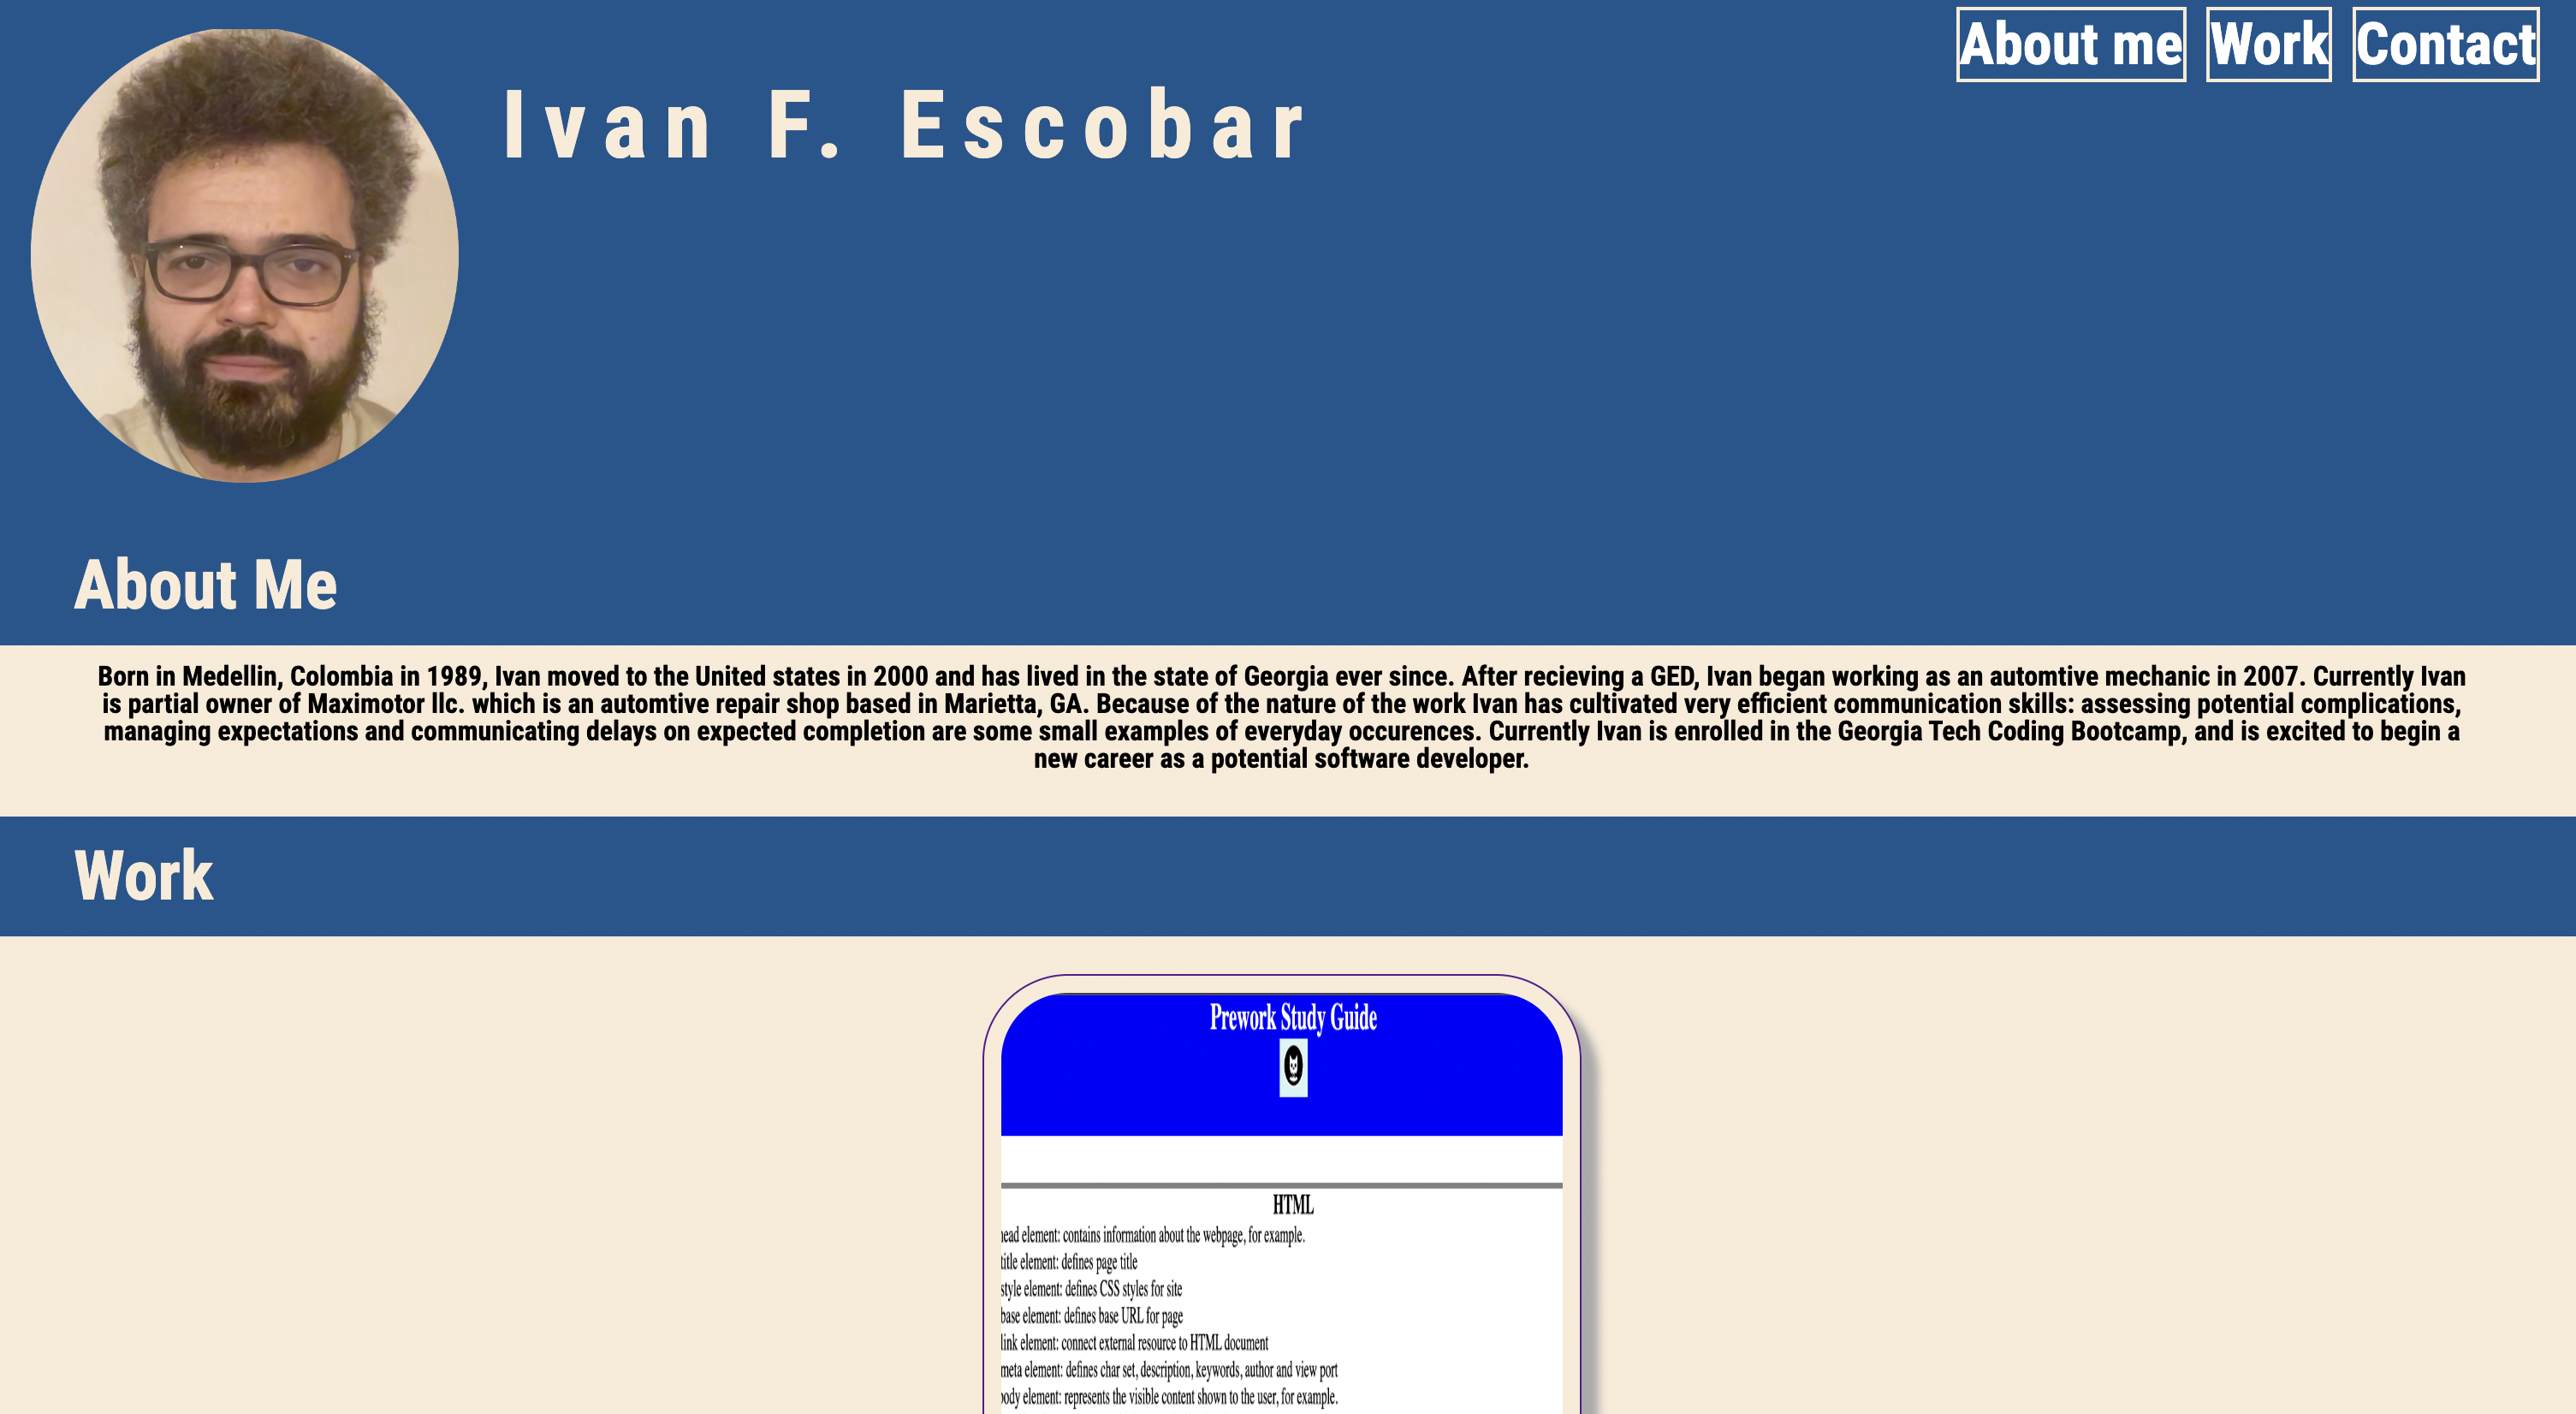 About me Work Contact
Ivan F. Escobar
About Me
Born in Medellin, Colombia in 1989, Ivan moved to the United states in 2000 and has lived in the state of Georgia ever since. After recieving a GED, Ivan began working as an automtive mechanic in 2007. Currently Ivan
is partial owner of Maximotor llc. which is an automtive repair shop based in Marietta, GA. Because of the nature of the work Ivan has cultivated very efficient communication skills: assessing potential complications,
managing expectations and communicating delays on expected completion are some small examples of everyday occurences. Currently Ivan is enrolled in the Georgia Tech Coding Bootcamp, and is excited to begin a
new career as a potential software developer.
Work
Prework Study Guide
HTML
ead element: contains information about the webpage, for example.
title element: defines page title
style element: defines CSS styles for site
base element: defines base URL for page
link element: connect external resource to HTML document
meta element: defines char set, description, keywords, author and view port
ody element: represents the visible content shown to the user, for example.